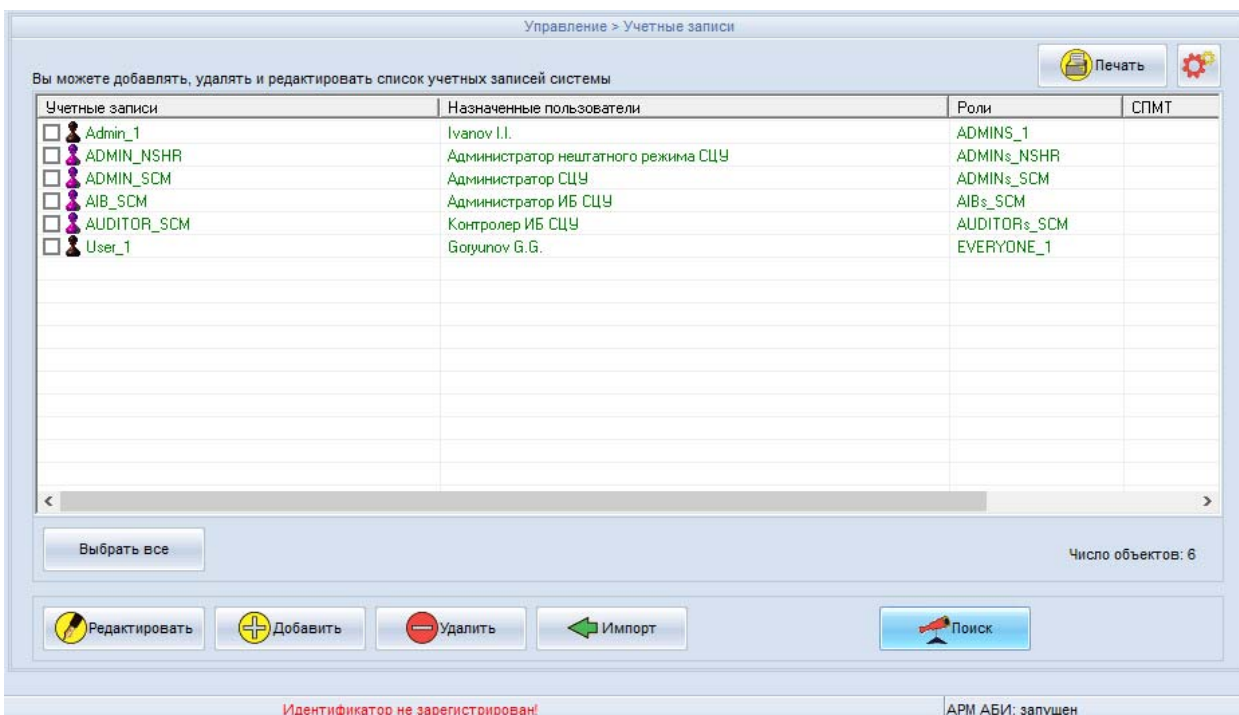 Управление > Учетные записи
Печать
Вы можете добавлять, удалять и редактировать список учетных записей системы
Учетные записи Назначенные пользователи Роли СПМТ
Admin_1 Ivanov I.I. ADMINS_1
ADMIN_NSHR Администратор нештатного режима СЦУ ADMINs_NSHR
ADMIN_SCM Администратор СЦУ ADMINs_SCM
AIB_SCM Администратор ИБ СЦУ AIBs_SCM
AUDITOR_SCM Контролер ИБ СЦУ AUDITORs_SCM
User_1 Goryunov G.G. EVERYONE_1
Выбрать все Число объектов: 6
Редактировать Добавить Удалить Импорт Поиск
Идентификатор не зарегистрирован! АРМ АБИ: запущен